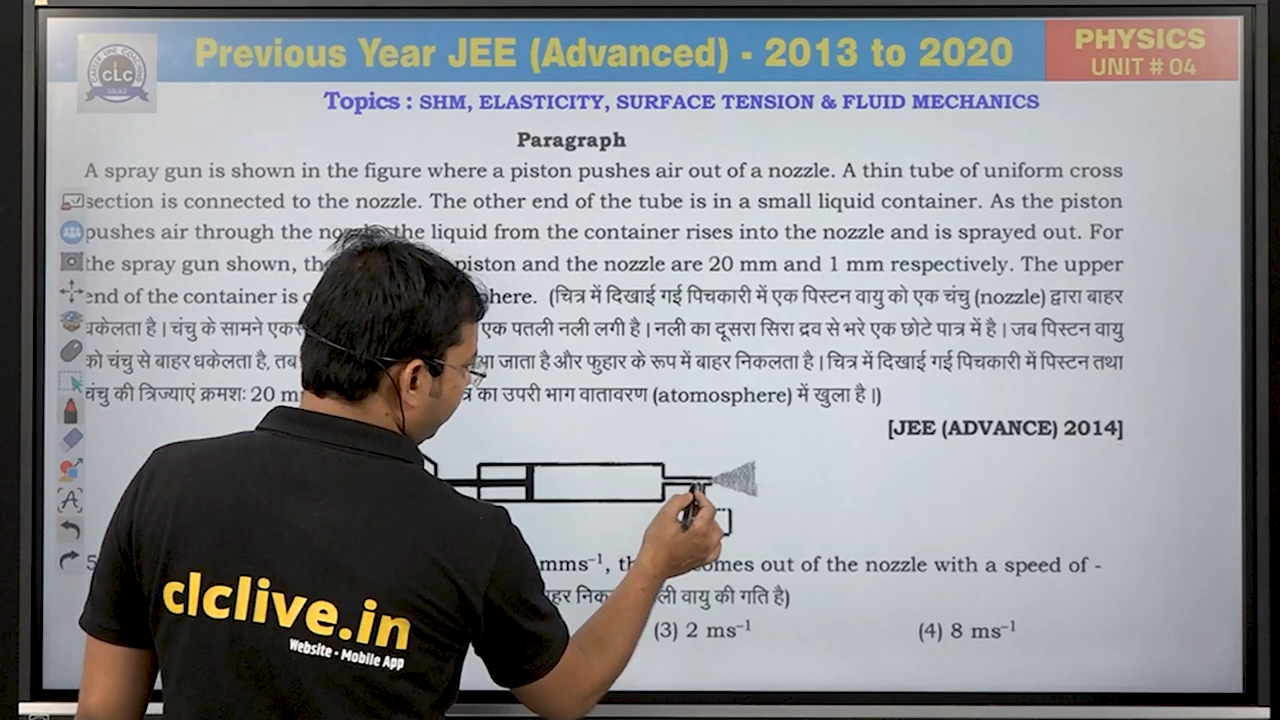 Previous Year JEE (Advanced) - 2013 to 2020
PHYSICS
UNIT # 04
CLC
Topics : SHM, ELASTICITY, SURFACE TENSION & FLUID MECHANICS
Paragraph
A spray gun is shown in the figure where a piston pushes air out of a nozzle. A thin tube of uniform cross
section is connected to the nozzle. The other end of the tube is in a small liquid container. As the piston
pushes air through the the liquid from the container rises into the nozzle and is sprayed out. For
the spray gun shown, piston and the nozzle are 20 mm and 1 mm respectively. The upper
end of the container is (चित्र में दिखाई गई पिचकारी में एक पिस्टन वायु को एक चंचु (nozzle) द्वारा बाहर
धकेलता है। चंचु के सामने एक पतली नली लगी है। नली का दूसरा सिरा द्रव से भरे एक छोटे पात्र में है। जब पिस्टन वायु
को चंचु से बाहर धकेलता है, तब जाता है और फुहार के रूप में बाहर निकलता है। चित्र में दिखाई गई पिचकारी में पिस्टन तथा
चंचु की त्रिज्याएं क्रमशः 20 का उपरी भाग वातावरण (atomosphere) में खुला है।)
[JEE (ADVANCE) 2014]
mms⁻¹, out of the nozzle with a speed of -
वायु की गति है)
(3) 2 ms⁻¹ (4) 8 ms⁻¹
clclive.in
Website • Mobile App